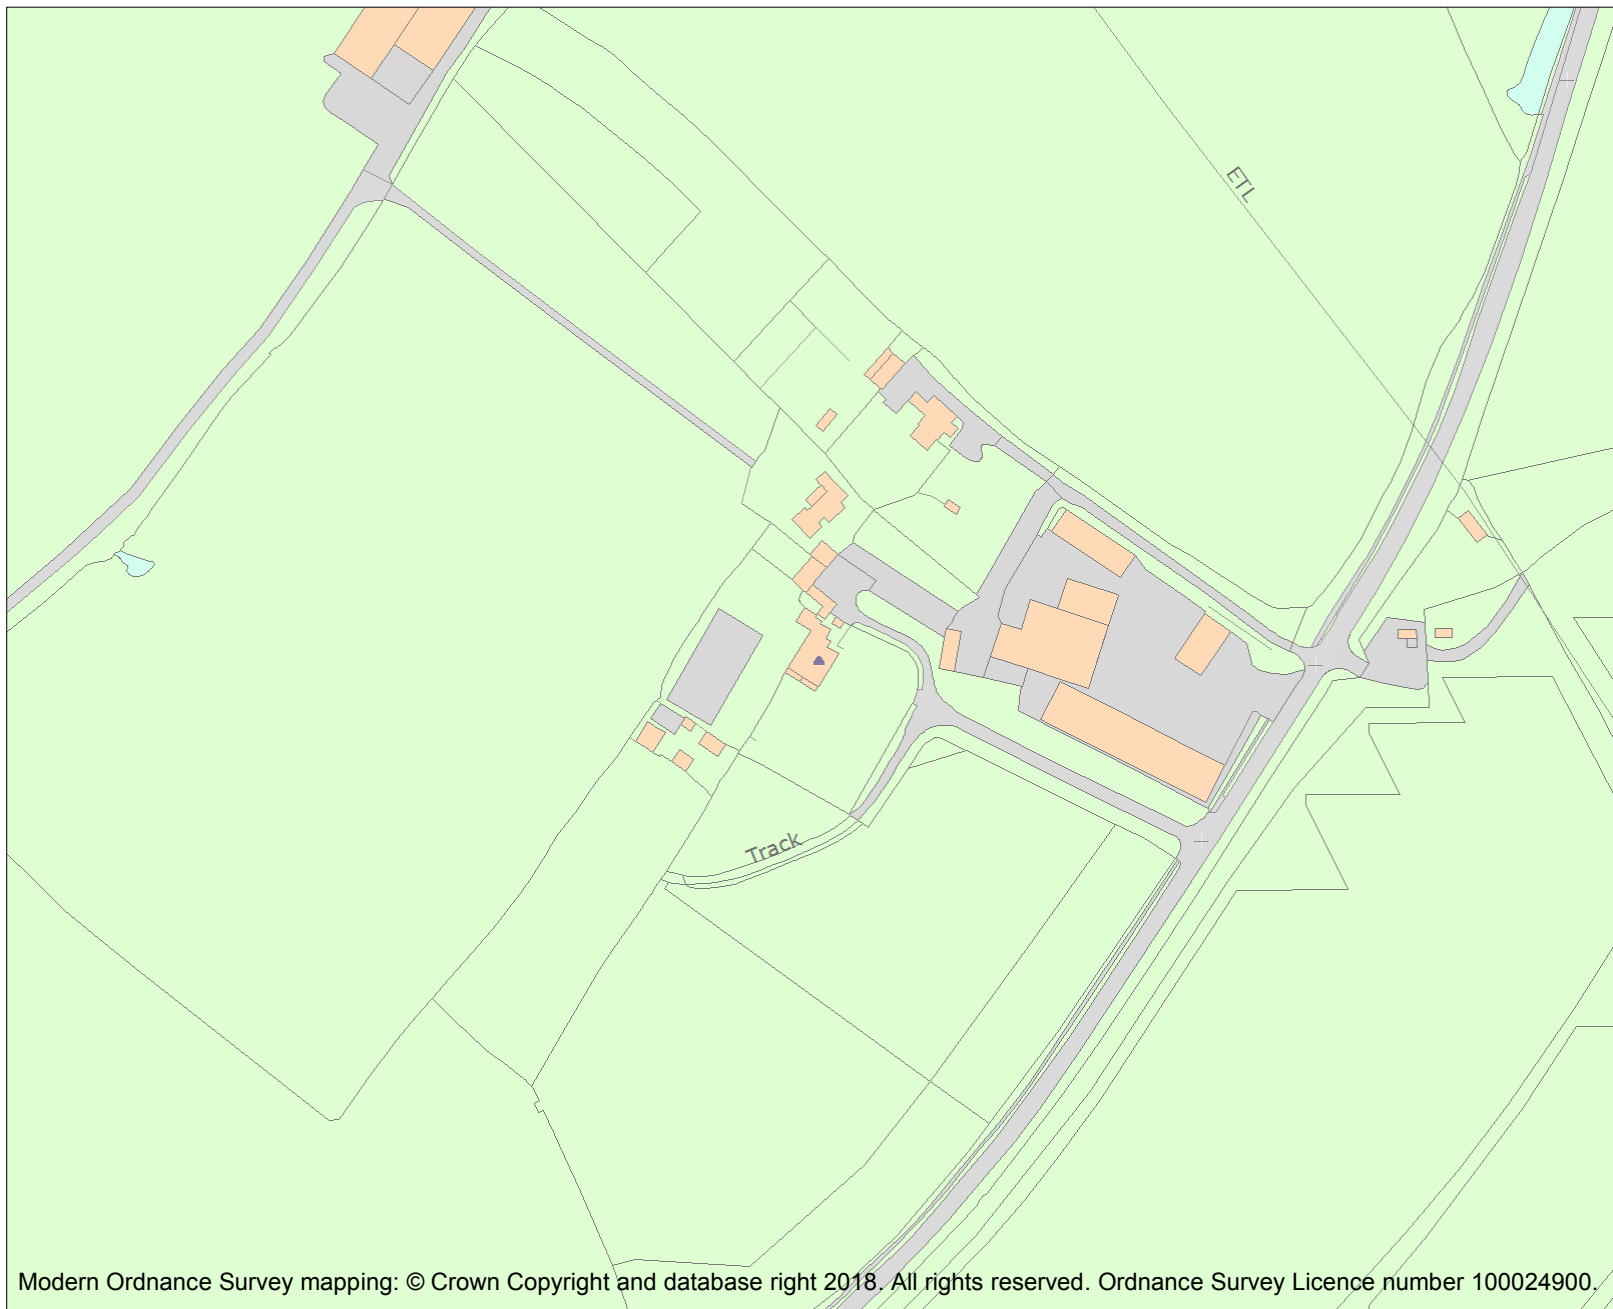 ETL
Track
Modern Ordnance Survey mapping: © Crown Copyright and database right 2018. All rights reserved. Ordnance Survey Licence number 100024900.